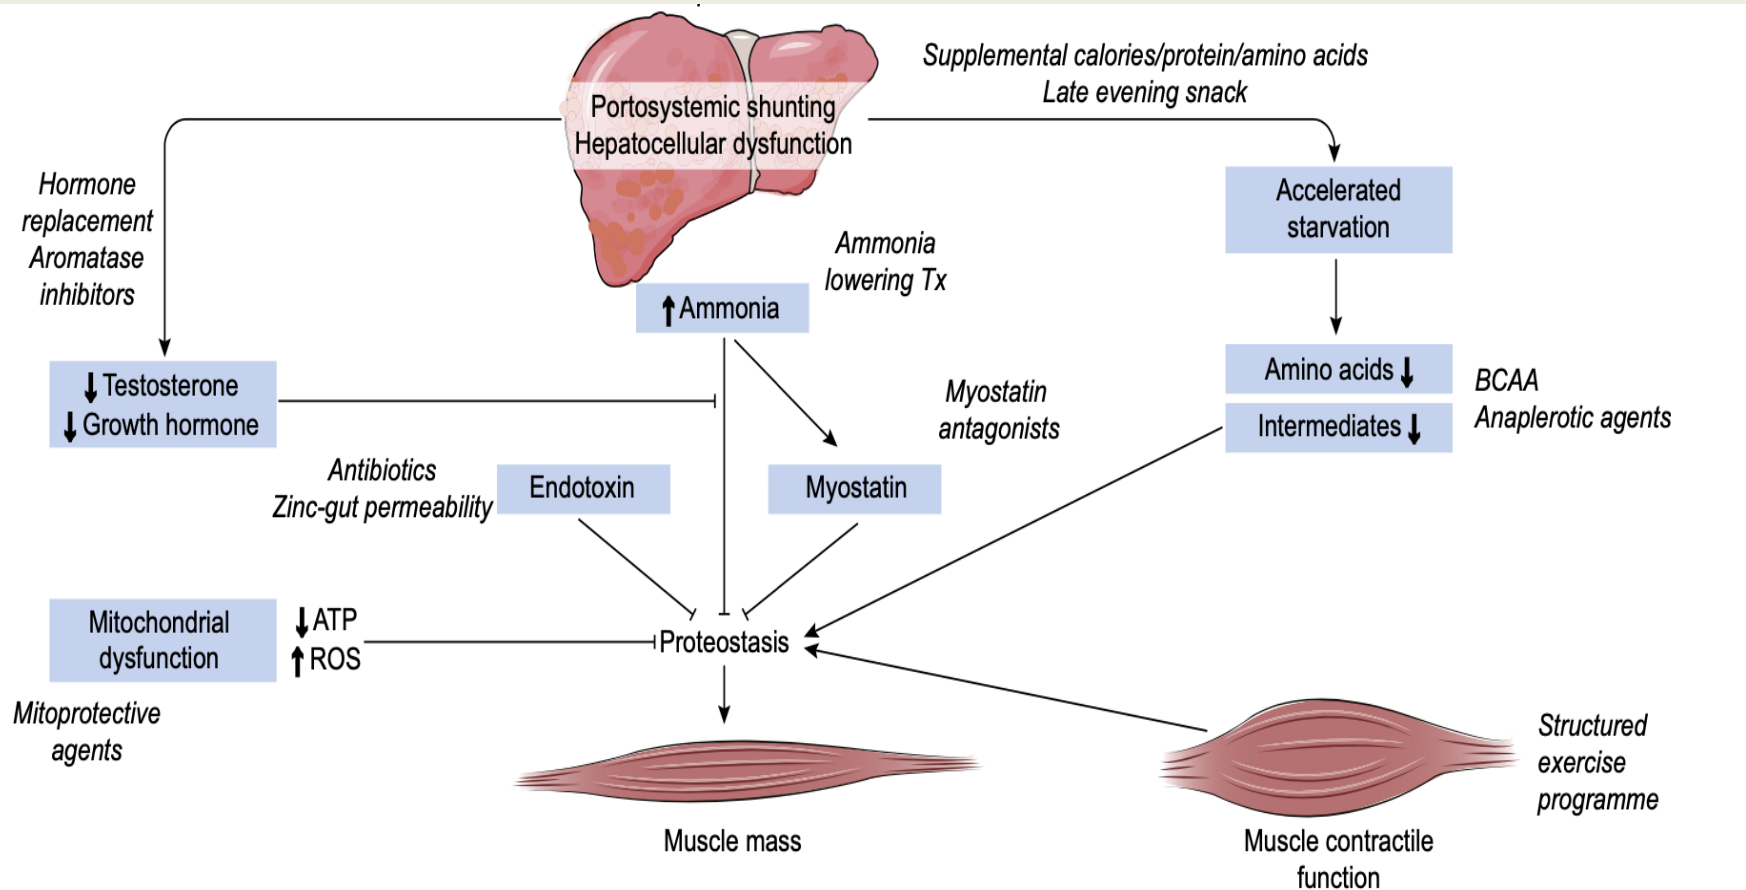 Supplemental calories/protein/amino acids
Late evening snack
Portosystemic shunting
Hepatocellular dysfunction
Hormone
replacement
Aromatase
inhibitors
Accelerated
starvation
Ammonia
lowering Tx
↑ Ammonia
↓ Testosterone
↓ Growth hormone
Amino acids ↓
Intermediates ↓
BCAA
Anaplerotic agents
Myostatin
antagonists
Antibiotics
Zinc-gut permeability
Endotoxin
Myostatin
Mitochondrial
dysfunction
↓ ATP
↑ ROS
Proteostasis
Mitoprotective
agents
Structured
exercise
programme
Muscle mass
Muscle contractile
function